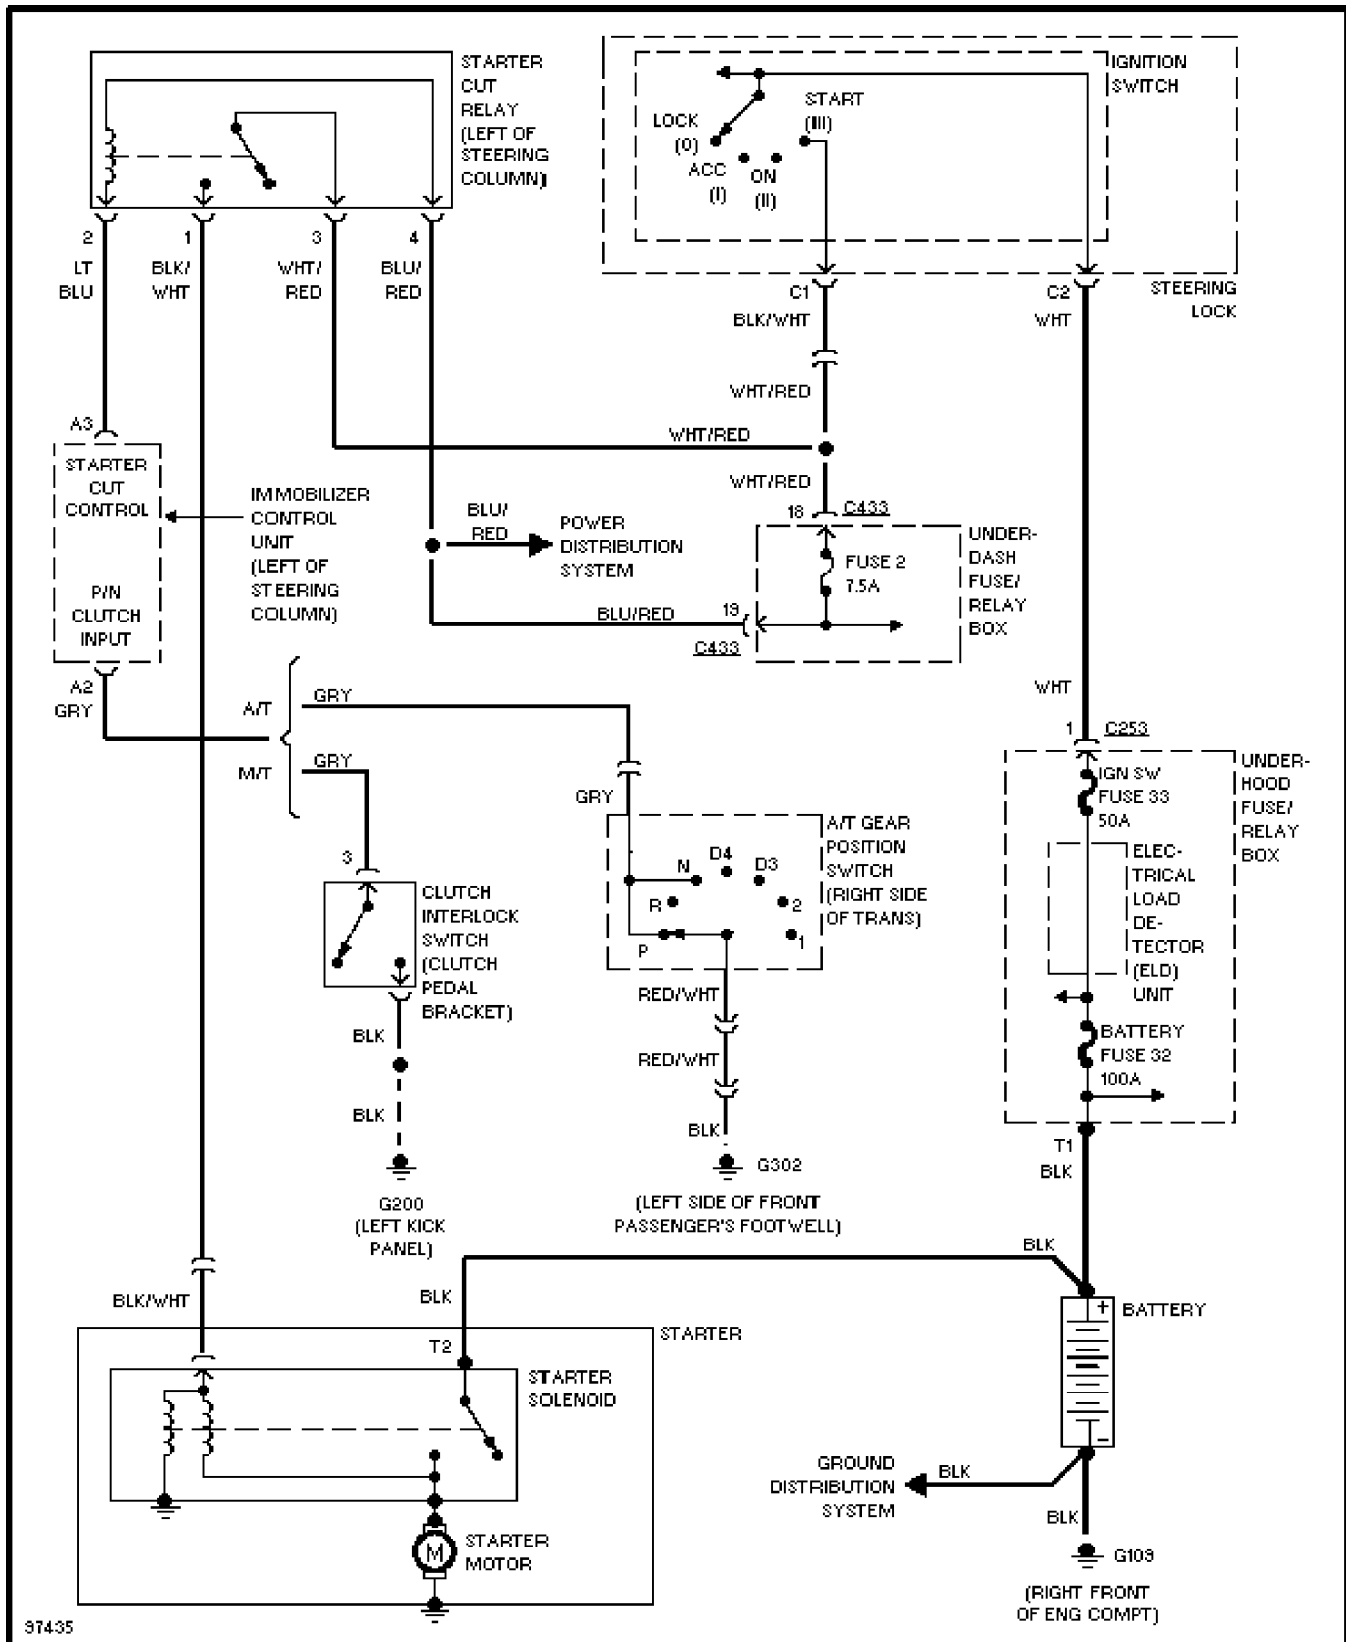 STARTER
CUT
RELAY
(LEFT OF
STEERING
COLUMN)
IGNITION
SWITCH
START
(III)
LOCK
(0)
ACC
(I)
ON
(II)
2
1
3
4
LT
BLU
BLK/
WHT
WHT/
RED
BLU/
RED
C1
C2
STEERING
LOCK
BLK/WHT
WHT
WHT/RED
WHT/RED
WHT/RED
A3
STARTER
CUT
CONTROL
P/N
CLUTCH
INPUT
IMMOBILIZER
CONTROL
UNIT
(LEFT OF
STEERING
COLUMN)
BLU/
RED
POWER
DISTRIBUTION
SYSTEM
18
C433
FUSE 2
7.5A
UNDER-
DASH
FUSE/
RELAY
BOX
BLU/RED
19
C433
A2
GRY
A/T
GRY
M/T
GRY
WHT
1
C253
IGN SW
FUSE 33
50A
UNDER-
HOOD
FUSE/
RELAY
BOX
GRY
A/T GEAR
POSITION
SWITCH
(RIGHT SIDE
OF TRANS)
N
D4
D3
R
2
P
1
ELEC-
TRICAL
LOAD
DE-
TECTOR
(ELD)
UNIT
3
CLUTCH
INTERLOCK
SWITCH
(CLUTCH
PEDAL
BRACKET)
BLK
BLK
G200
(LEFT KICK
PANEL)
RED/WHT
RED/WHT
BLK
G302
(LEFT SIDE OF FRONT
PASSENGER'S FOOTWELL)
BATTERY
FUSE 32
100A
T1
BLK
BLK
BLK
BLK/WHT
STARTER
T2
STARTER
SOLENOID
+
BATTERY
–
GROUND
DISTRIBUTION
SYSTEM
BLK
BLK
M
STARTER
MOTOR
G109
(RIGHT FRONT
OF ENG COMPT)
97435